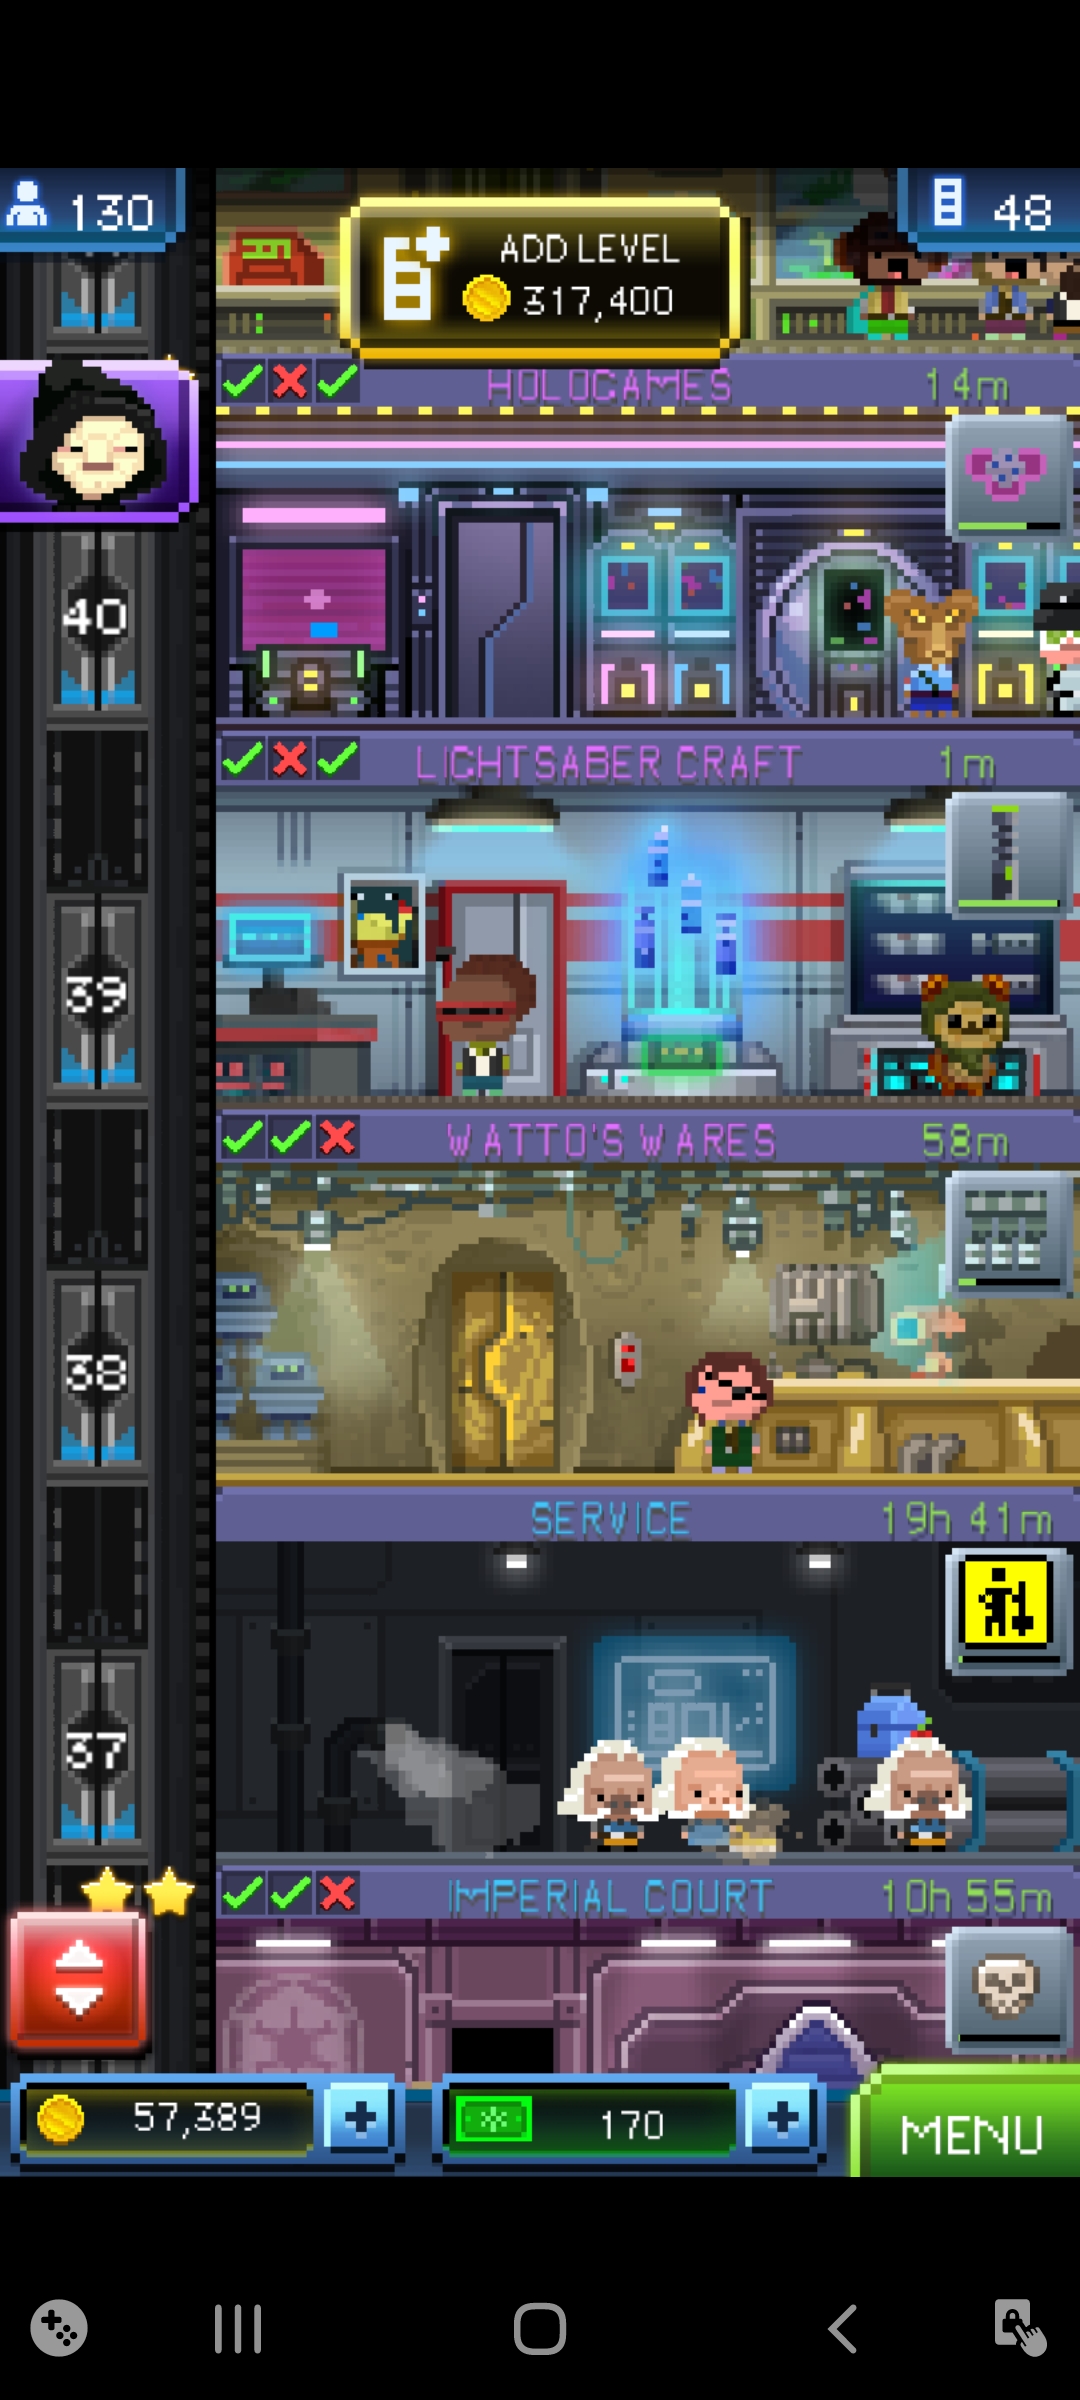 130
48
ADD LEVEL
317,400
HOLOGAMES 14m
40
LIGHTSABER CRAFT 1m
39
WATTO'S WARES 58m
38
SERVICE 19h 41m
37
IMPERIAL COURT 10h 55m
57,389
170
MENU